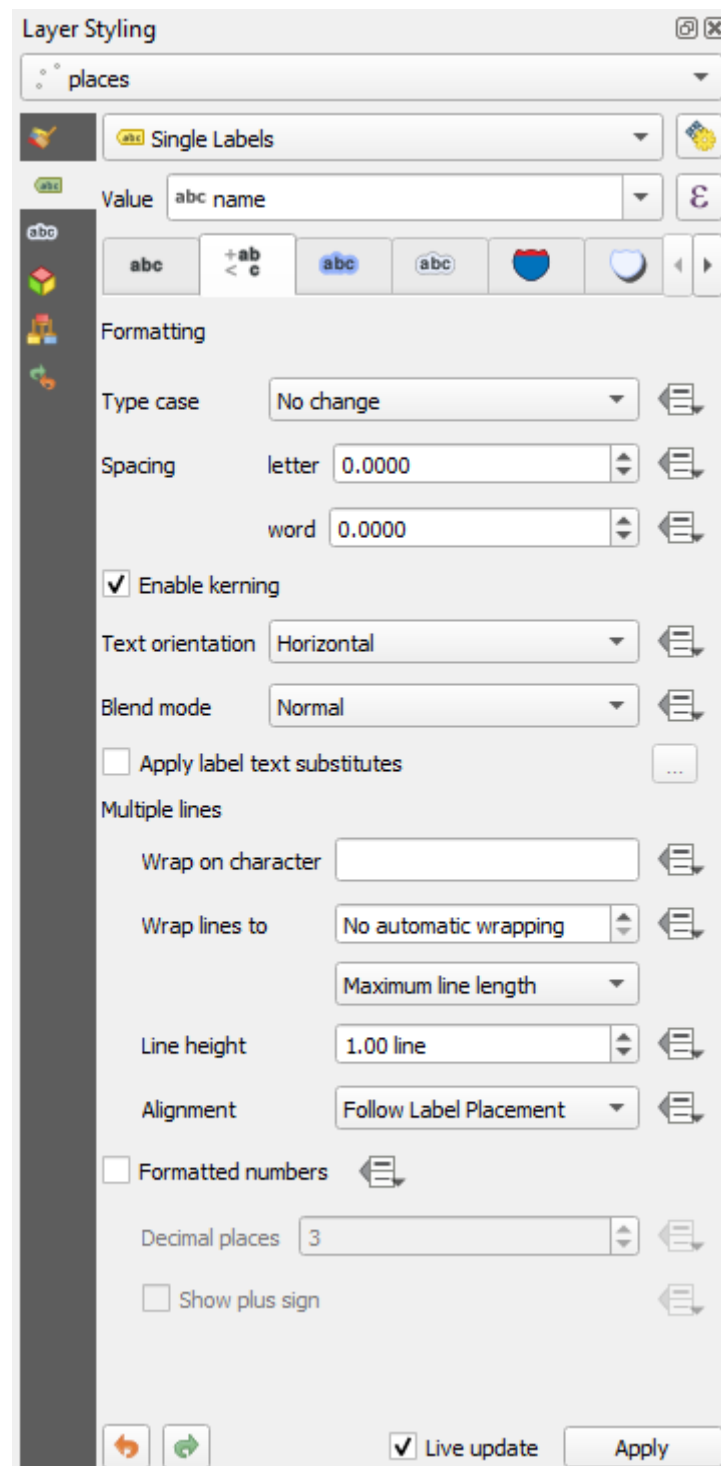 Layer Styling
places
abc Single Labels
Value abc name ε
abc +ab < c abc abc
abc
Formatting
Type case No change
Spacing letter 0.0000
word 0.0000
Enable kerning
Text orientation Horizontal
Blend mode Normal
Apply label text substitutes ...
Multiple lines
Wrap on character
Wrap lines to No automatic wrapping
Maximum line length
Line height 1.00 line
Alignment Follow Label Placement
Formatted numbers
Decimal places 3
Show plus sign
Live update Apply